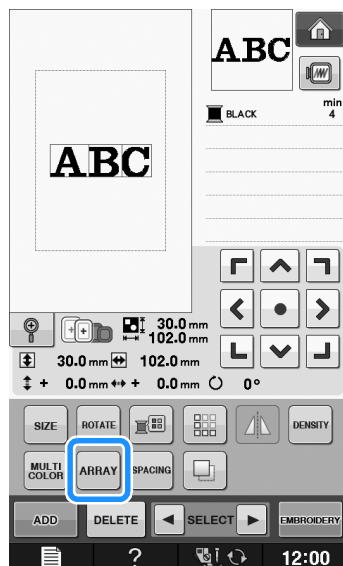 ABC
BLACK
min
4
ABC
30.0 mm
102.0 mm
30.0 mm 102.0 mm
+ 0.0 mm + 0.0 mm 0°
SIZE ROTATE DENSITY
MULTI COLOR ARRAY SPACING
ADD DELETE SELECT EMBROIDERY
? 12:00